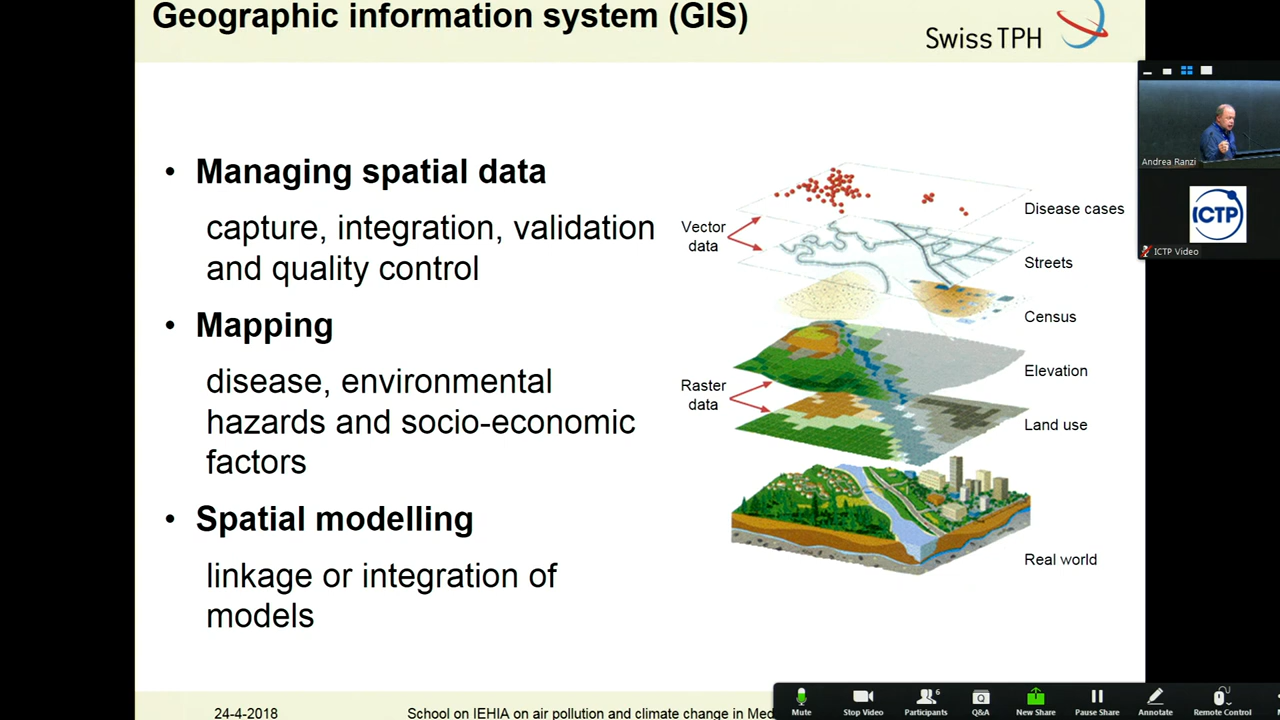 Geographic information system (GIS)
Swiss TPH
• Managing spatial data
capture, integration, validation
and quality control
• Mapping
disease, environmental
hazards and socio-economic
factors
• Spatial modelling
linkage or integration of
models
Vector
data
Raster
data
Disease cases
Streets
Census
Elevation
Land use
Real world
Andrea Ranzi
ICTP
ICTP Video
24-4-2018
School on IEHIA on air pollution and climate change in Med
Mute
Stop Video
6
Participants
Q&A
New Share
Pause Share
Annotate
Remote Control